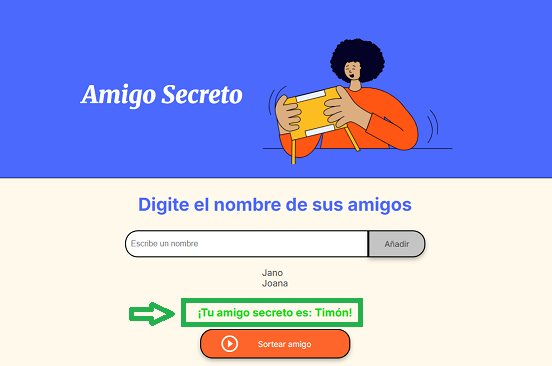 Amigo Secreto
Digite el nombre de sus amigos
Escribe un nombre
Añadir
Jano
Joana
¡Tu amigo secreto es: Timón!
Sortear amigo